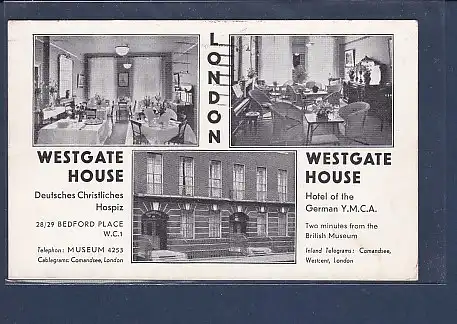 LONDON
WESTGATE
HOUSE
Deutsches Christliches
Hospiz
28/29 BEDFORD PLACE
W.C.1
Telephon: MUSEUM 4253
Cablegrams: Comandsee, London
WESTGATE
HOUSE
Hotel of the
German Y.M.C.A.
Two minutes from the
British Museum
Inland Telegrams: Comandsee,
Westcent, London